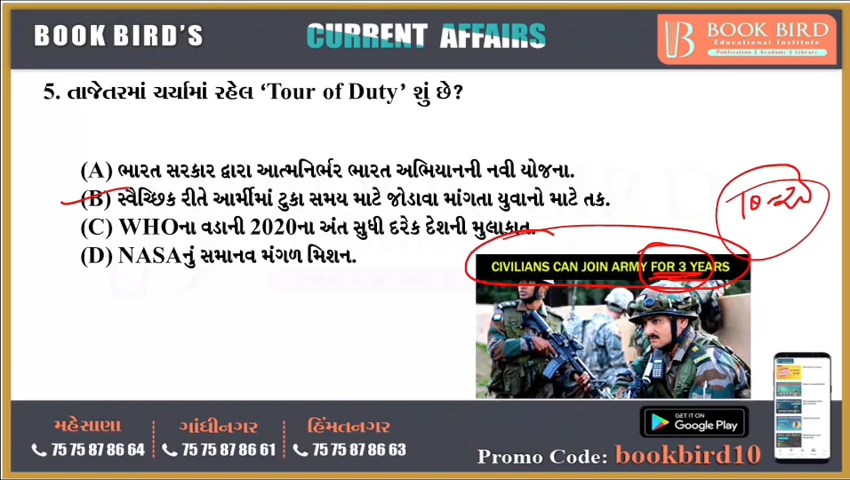 BOOK BIRD'S
CURRENT AFFAIRS
BOOK BIRD
Educational Institute
Publication | Academy | Library
5. તાજેતરમાં ચર્ચામાં રહેલ ‘Tour of Duty’ શું છે?
(A) ભારત સરકાર દ્વારા આત્મનિર્ભર ભારત અભિયાનની નવી યોજના.
(B) સ્વૈચ્છિક રીતે આર્મીમાં ટુકા સમય માટે જોડાવા માંગતા યુવાનો માટે તક.
(C) WHOના વડાની 2020ના અંત સુધી દરેક દેશની મુલાકાત.
(D) NASAનું સમાનવ મંગળ મિશન.
CIVILIANS CAN JOIN ARMY FOR 3 YEARS
મહેસાણા
75 75 87 86 64
ગાંધીનગર
75 75 87 86 61
હિંમતનગર
75 75 87 86 63
GET IT ON
Google Play
Promo Code: bookbird10